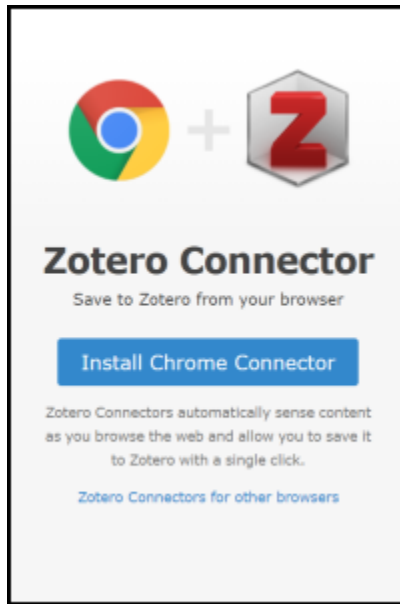 Z
Zotero Connector
Save to Zotero from your browser
Install Chrome Connector
Zotero Connectors automatically sense content
as you browse the web and allow you to save it
to Zotero with a single click.
Zotero Connectors for other browsers